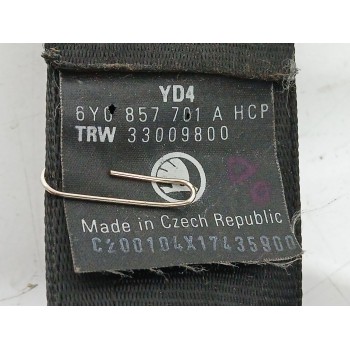 YD4
6Y0 857 701 A HCP
TRW 33009800
Made in Czech Republic
C200104X17435900